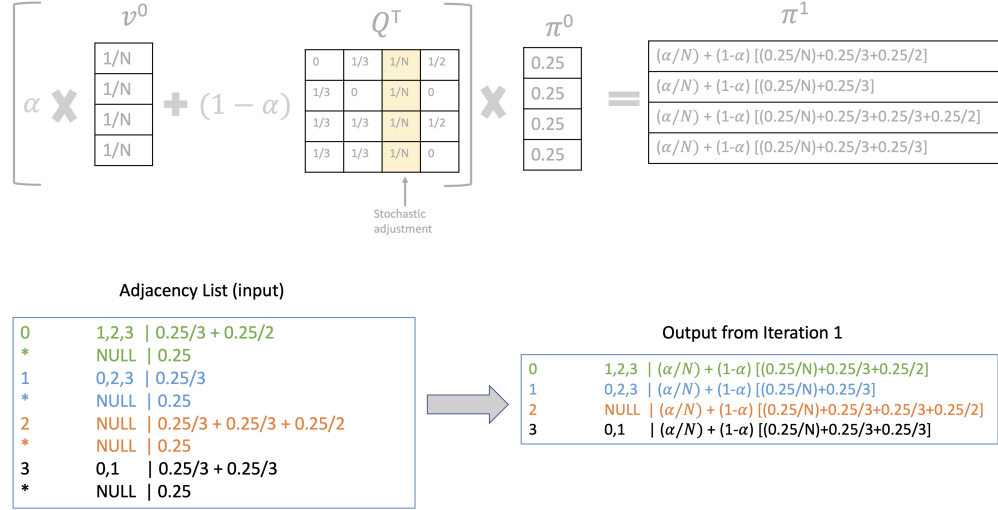 v⁰ Qᵀ π⁰ π¹
α × + (1 − α) × =
1/N
1/N
1/N
1/N
0 1/3 1/N 1/2
1/3 0 1/N 0
1/3 1/3 1/N 1/2
1/3 1/3 1/N 0
0.25
0.25
0.25
0.25
(α/N) + (1-α) [(0.25/N)+0.25/3+0.25/2]
(α/N) + (1-α) [(0.25/N)+0.25/3]
(α/N) + (1-α) [(0.25/N)+0.25/3+0.25/3+0.25/2]
(α/N) + (1-α) [(0.25/N)+0.25/3+0.25/3]
Stochastic
adjustment
Adjacency List (input)
0 1,2,3 | 0.25/3 + 0.25/2
* NULL | 0.25
1 0,2,3 | 0.25/3
* NULL | 0.25
2 NULL | 0.25/3 + 0.25/3 + 0.25/2
* NULL | 0.25
3 0,1 | 0.25/3 + 0.25/3
* NULL | 0.25
Output from Iteration 1
0 1,2,3 | (α/N) + (1-α) [(0.25/N)+0.25/3+0.25/2]
1 0,2,3 | (α/N) + (1-α) [(0.25/N)+0.25/3]
2 NULL | (α/N) + (1-α) [(0.25/N)+0.25/3+0.25/3+0.25/2]
3 0,1 | (α/N) + (1-α) [(0.25/N)+0.25/3+0.25/3]